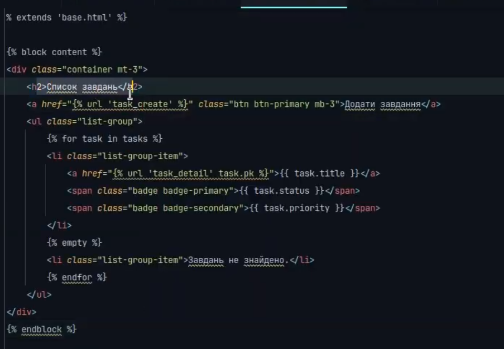 % extends 'base.html' %}
{% block content %}
<div class="container mt-3">
<h2>Список завдань</h2>
<a href="{% url 'task_create' %}" class="btn btn-primary mb-3">Додати завдання</a>
<ul class="list-group">
{% for task in tasks %}
<li class="list-group-item">
<a href="{% url 'task_detail' task.pk %}">{{ task.title }}</a>
<span class="badge badge-primary">{{ task.status }}</span>
<span class="badge badge-secondary">{{ task.priority }}</span>
</li>
{% empty %}
<li class="list-group-item">Завдань не знайдено.</li>
{% endfor %}
</ul>
</div>
{% endblock %}